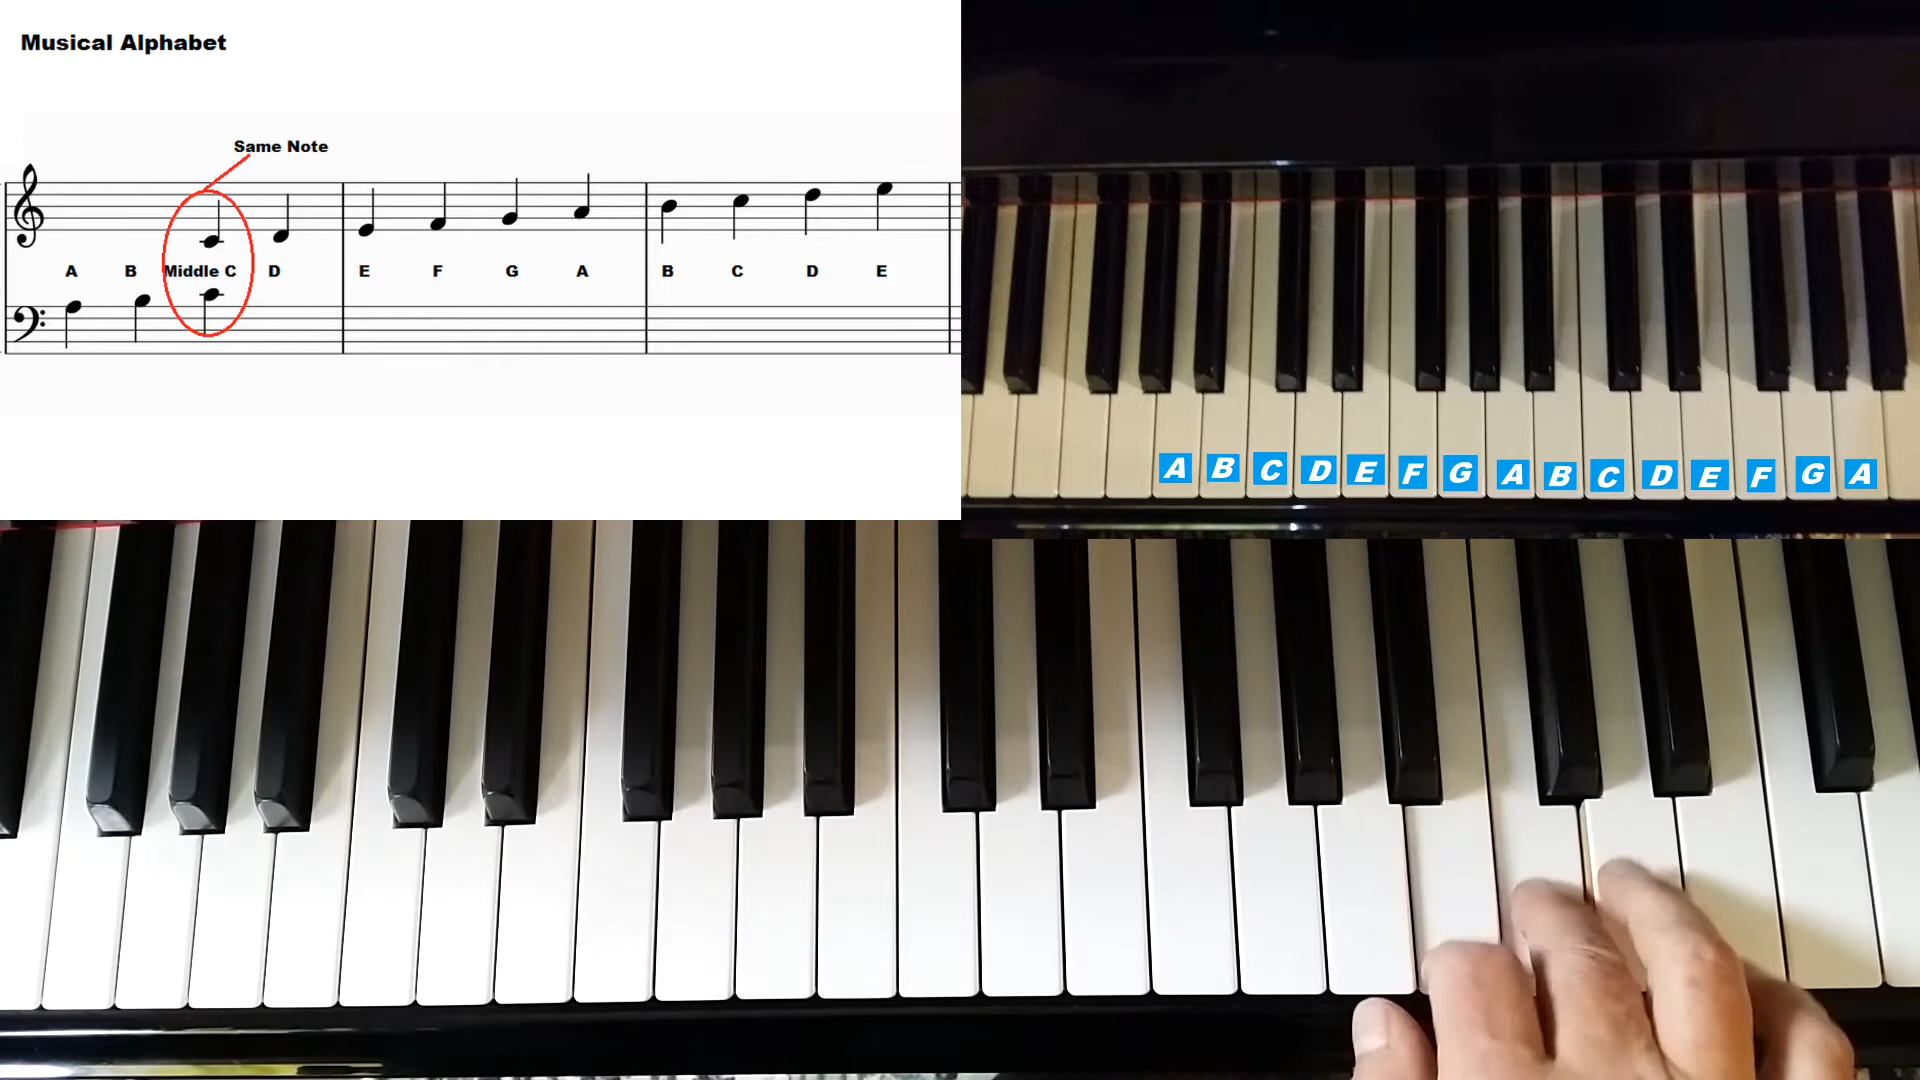 Musical Alphabet
Same Note
A B Middle C D E F G A B C D E
A B C D E F G A B C D E F G A